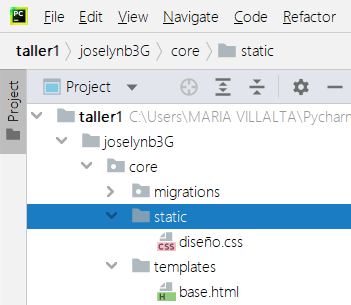 PC File Edit View Navigate Code Refactor
taller1 joselynb3G core static
Project
Project
taller1 C:\Users\MARIA VILLALTA\Pycharm
joselynb3G
core
migrations
static
CSS diseño.css
templates
H base.html